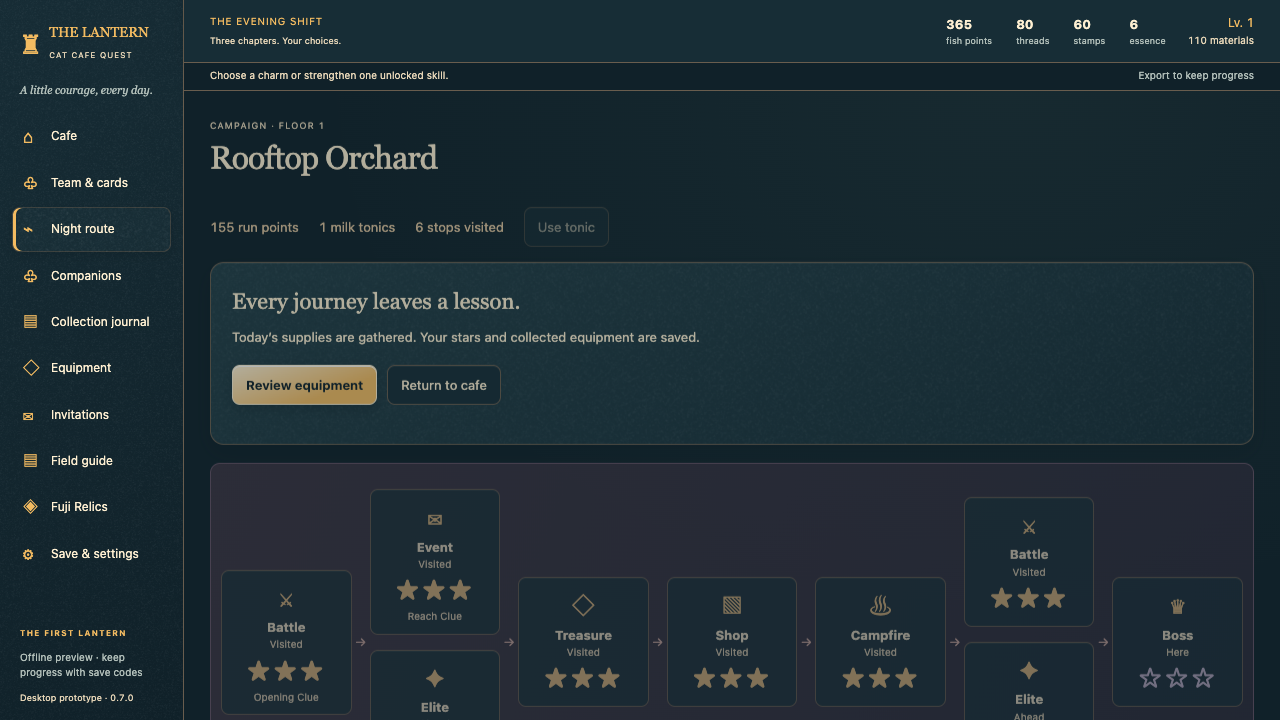 THE LANTERN
CAT CAFE QUEST
A little courage, every day.
Cafe
Team & cards
Night route
Companions
Collection journal
Equipment
Invitations
Field guide
Fuji Relics
Save & settings
THE FIRST LANTERN
Offline preview · keep
progress with save codes
Desktop prototype · 0.7.0
THE EVENING SHIFT
Three chapters. Your choices.
365
fish points
80
threads
60
stamps
6
essence
Lv. 1
110 materials
Choose a charm or strengthen one unlocked skill.
Export to keep progress
CAMPAIGN · FLOOR 1
Rooftop Orchard
155 run points
1 milk tonics
6 stops visited
Use tonic
Every journey leaves a lesson.
Today's supplies are gathered. Your stars and collected equipment are saved.
Review equipment
Return to cafe
Battle
Visited
Opening Clue
Event
Visited
Reach Clue
Elite
Treasure
Visited
Shop
Visited
Campfire
Visited
Battle
Visited
Elite
Ahead
Boss
Here